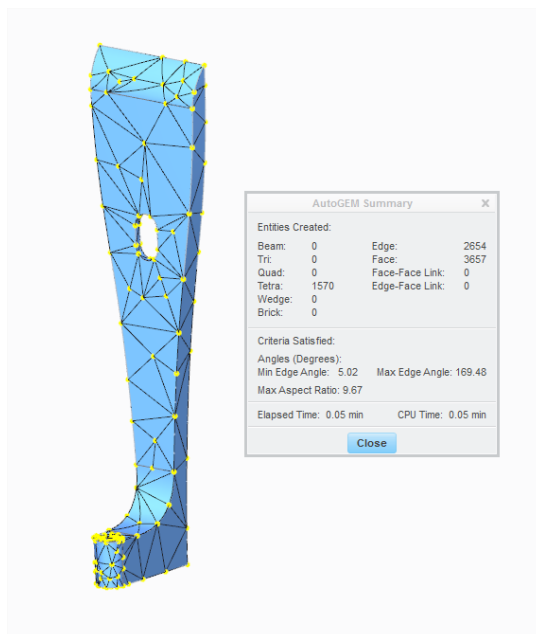 AutoGEM Summary X
Entities Created:
Beam: 0 Edge: 2654
Tri: 0 Face: 3657
Quad: 0 Face-Face Link: 0
Tetra: 1570 Edge-Face Link: 0
Wedge: 0
Brick: 0
Criteria Satisfied:
Angles (Degrees):
Min Edge Angle: 5.02 Max Edge Angle: 169.48
Max Aspect Ratio: 9.67
Elapsed Time: 0.05 min CPU Time: 0.05 min
Close